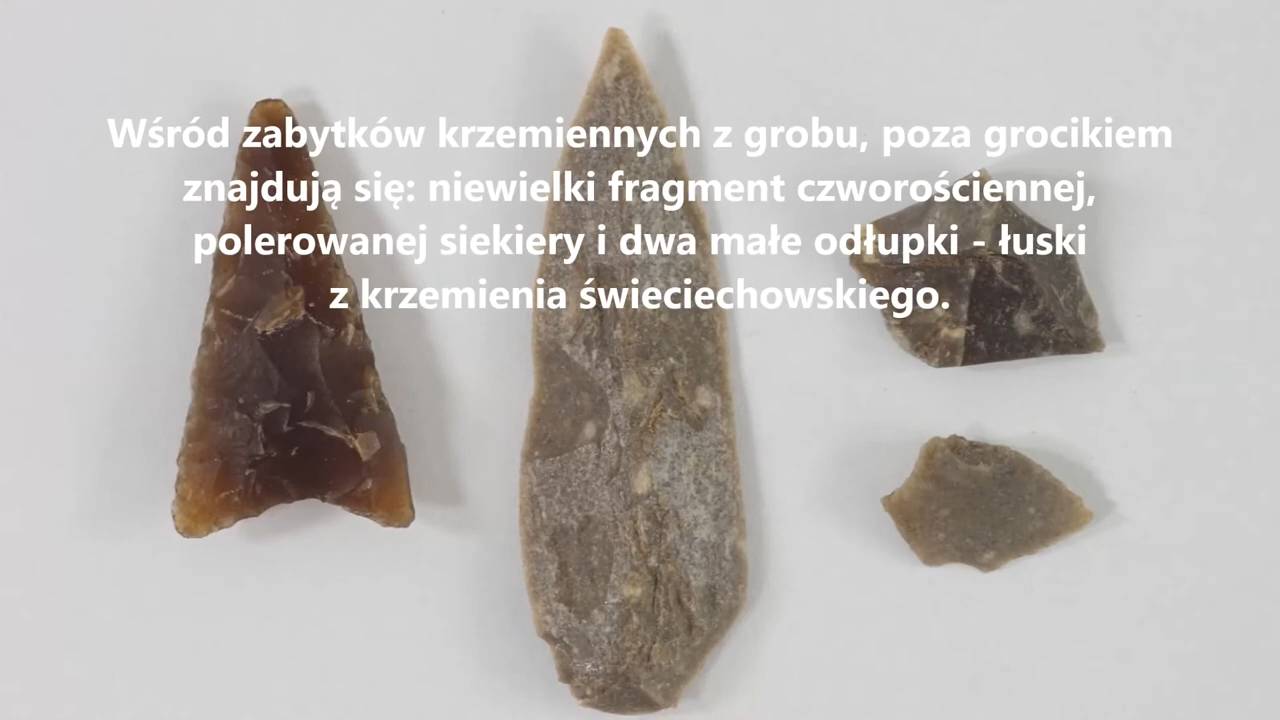 Wśród zabytków krzemiennych z grobu, poza grocikiem
znajdują się: niewielki fragment czworościennej,
polerowanej siekiery i dwa małe odłupki - łuski
z krzemienia świeciechowskiego.